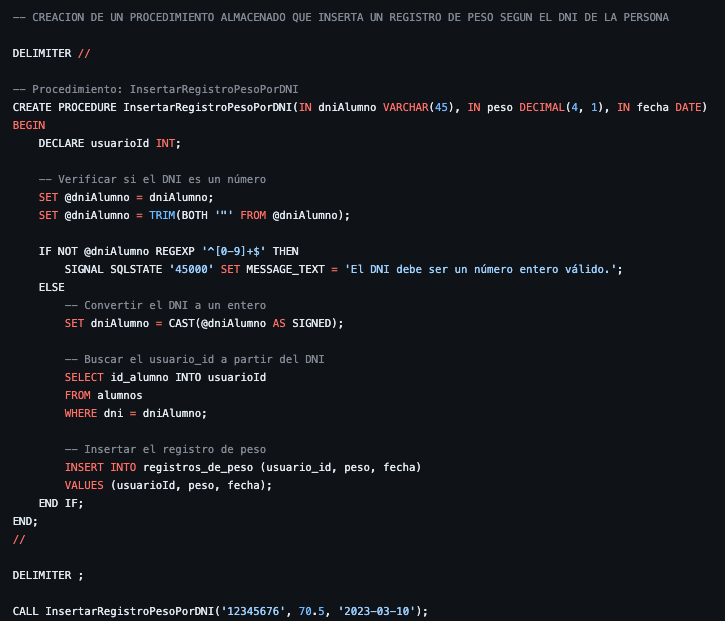 -- CREACION DE UN PROCEDIMIENTO ALMACENADO QUE INSERTA UN REGISTRO DE PESO SEGUN EL DNI DE LA PERSONA
DELIMITER //
-- Procedimiento: InsertarRegistroPesoPorDNI
CREATE PROCEDURE InsertarRegistroPesoPorDNI(IN dniAlumno VARCHAR(45), IN peso DECIMAL(4, 1), IN fecha DATE)
BEGIN
    DECLARE usuarioId INT;
    -- Verificar si el DNI es un número
    SET @dniAlumno = dniAlumno;
    SET @dniAlumno = TRIM(BOTH '"' FROM @dniAlumno);
    IF NOT @dniAlumno REGEXP '^[0-9]+$' THEN
        SIGNAL SQLSTATE '45000' SET MESSAGE_TEXT = 'El DNI debe ser un número entero válido.';
    ELSE
        -- Convertir el DNI a un entero
        SET dniAlumno = CAST(@dniAlumno AS SIGNED);
        -- Buscar el usuario_id a partir del DNI
        SELECT id_alumno INTO usuarioId
        FROM alumnos
        WHERE dni = dniAlumno;
        -- Insertar el registro de peso
        INSERT INTO registros_de_peso (usuario_id, peso, fecha)
        VALUES (usuarioId, peso, fecha);
    END IF;
END;
//
DELIMITER ;
CALL InsertarRegistroPesoPorDNI('12345676', 70.5, '2023-03-10');